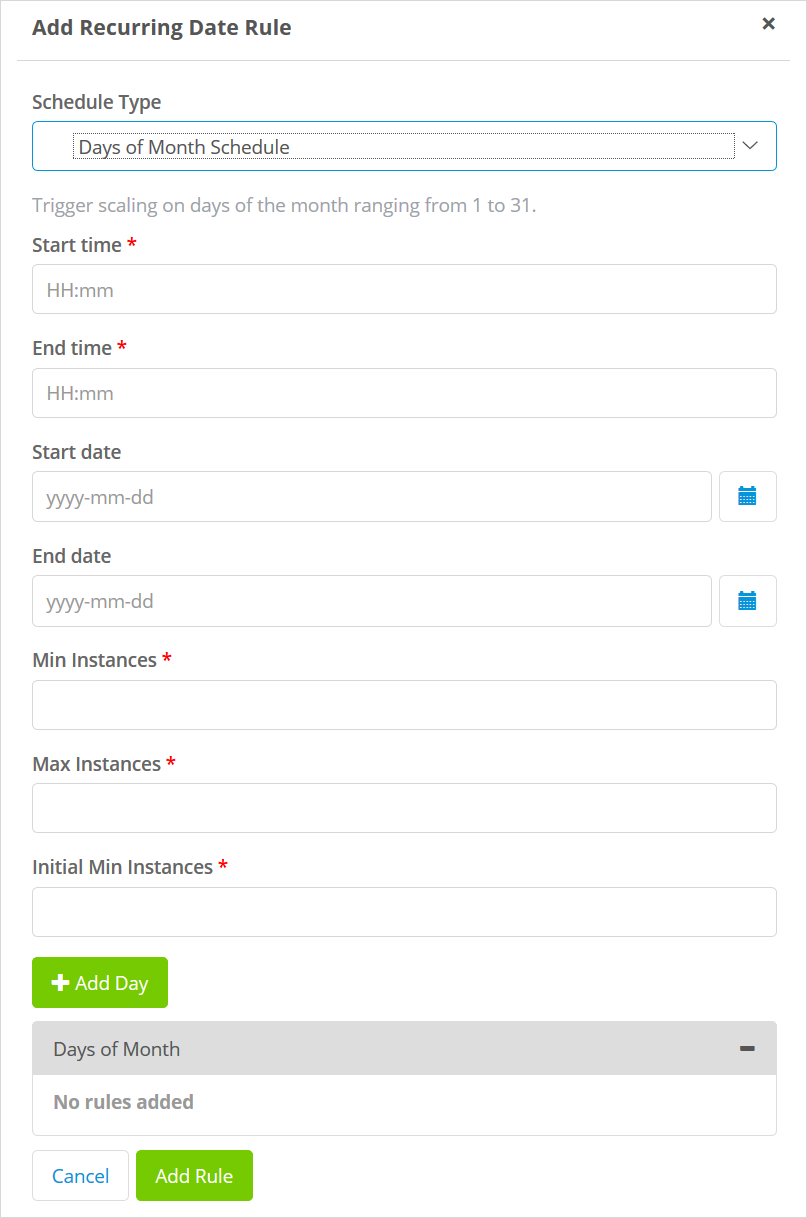 Add Recurring Date Rule
Schedule Type
Days of Month Schedule
Trigger scaling on days of the month ranging from 1 to 31.
Start time *
HH:mm
End time *
HH:mm
Start date
yyyy-mm-dd
End date
yyyy-mm-dd
Min Instances *
Max Instances *
Initial Min Instances *
Add Day
Days of Month
No rules added
Cancel Add Rule